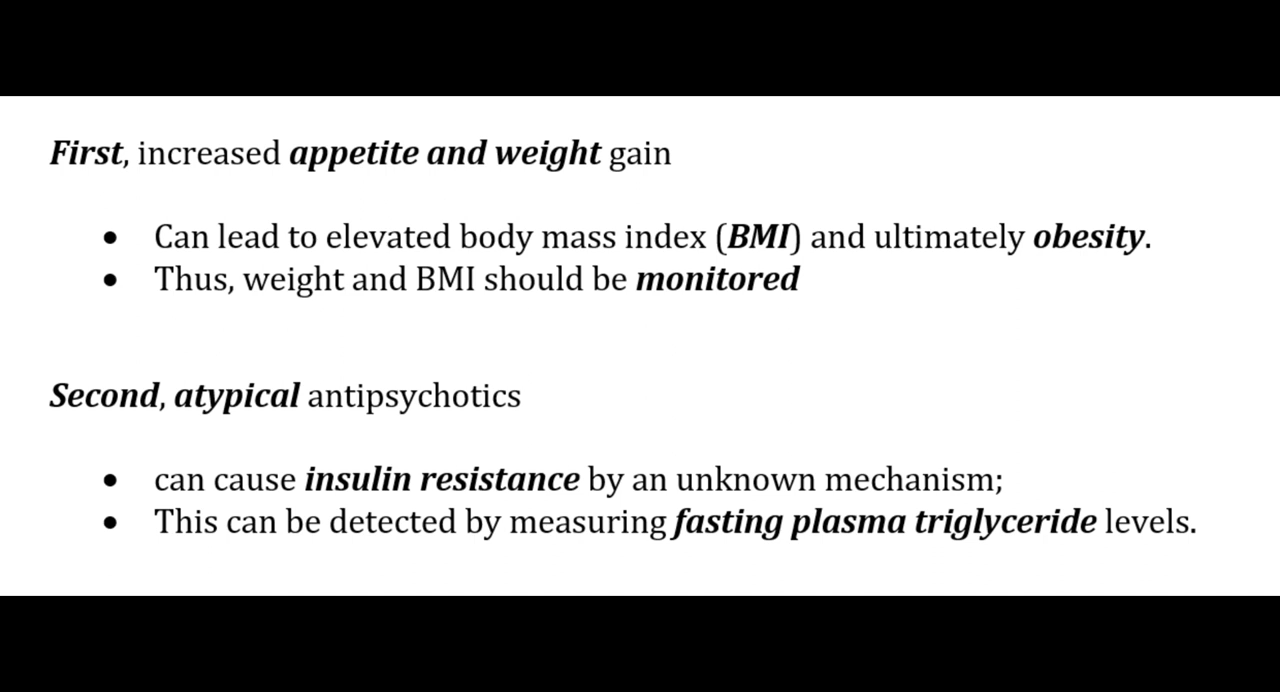 First, increased appetite and weight gain
• Can lead to elevated body mass index (BMI) and ultimately obesity.
• Thus, weight and BMI should be monitored
Second, atypical antipsychotics
• can cause insulin resistance by an unknown mechanism;
• This can be detected by measuring fasting plasma triglyceride levels.